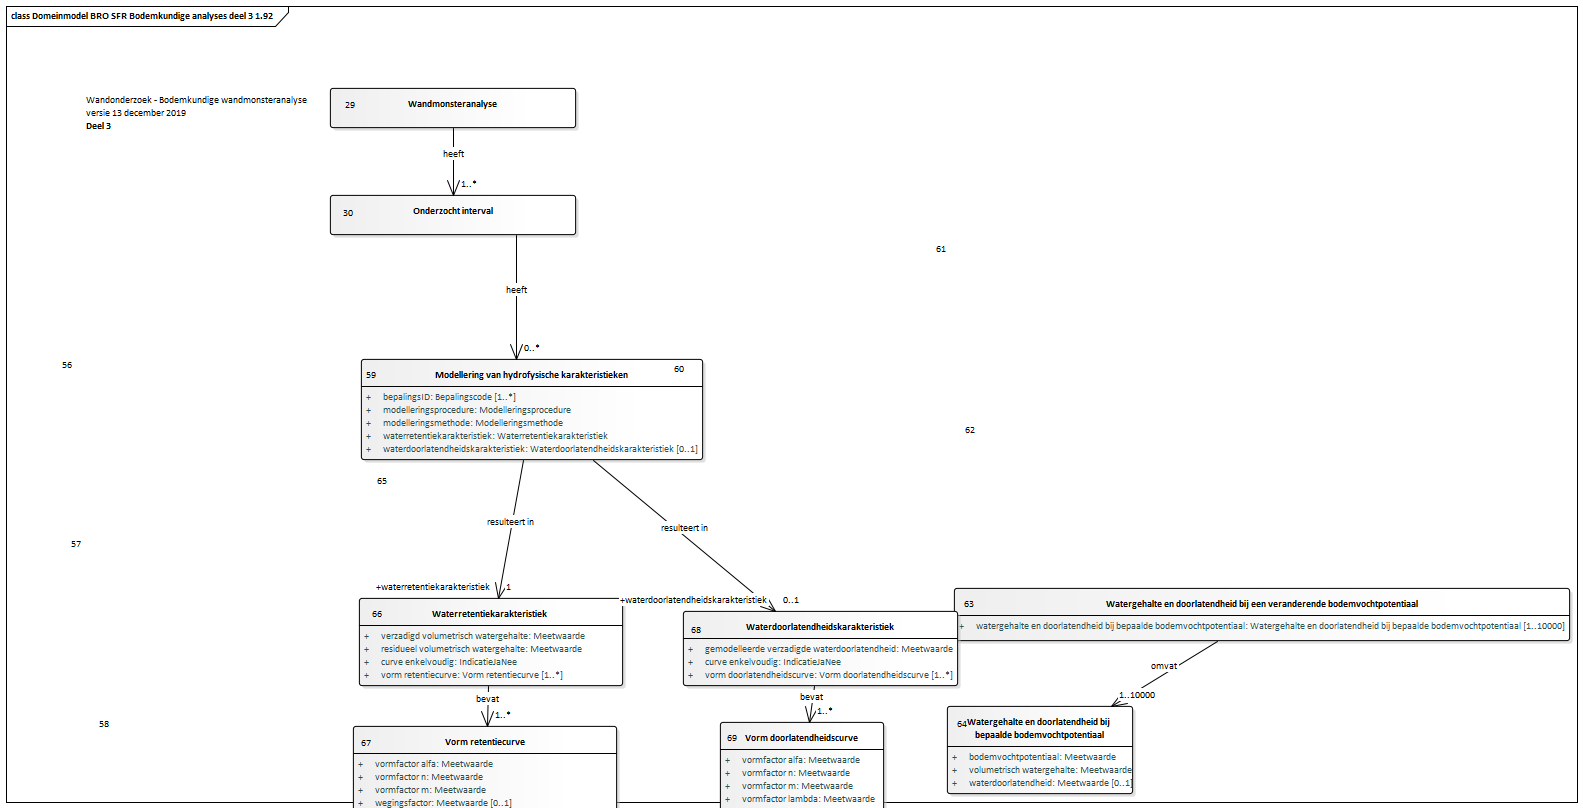 class Domeinmodel BRO SFR Bodemkundige analyses deel 3 1.92
Wandonderzoek - Bodemkundige wandmonsteranalyse
versie 13 december 2019
Deel 3
29
Wandmonsteranalyse
heeft
1..*
30
Onderzocht interval
61
heeft
0..*
56
59
Modellering van hydrofysische karakteristieken
60
+ bepalingsID: Bepalingscode [1..*]
+ modelleringsprocedure: Modelleringsprocedure
+ modelleringsmethode: Modelleringsmethode
+ waterretentiekarakteristiek: Waterretentiekarakteristiek
+ waterdoorlatendheidskarakteristiek: Waterdoorlatendheidskarakteristiek [0..1]
62
65
resulteert in
resulteert in
57
+waterretentiekarakteristiek
1
+waterdoorlatendheidskarakteristiek
0..1
66
Waterretentiekarakteristiek
+ verzadigd volumetrisch watergehalte: Meetwaarde
+ residueel volumetrisch watergehalte: Meetwaarde
+ curve enkelvoudig: IndicatieJaNee
+ vorm retentiecurve: Vorm retentiecurve [1..*]
68
Waterdoorlatendheidskarakteristiek
+ gemodelleerde verzadigde waterdoorlatendheid: Meetwaarde
+ curve enkelvoudig: IndicatieJaNee
+ vorm doorlatendheidscurve: Vorm doorlatendheidscurve [1..*]
63
Watergehalte en doorlatendheid bij een veranderende bodemvochtpotentiaal
+ watergehalte en doorlatendheid bij bepaalde bodemvochtpotentiaal: Watergehalte en doorlatendheid bij bepaalde bodemvochtpotentiaal [1..10000]
bevat
1..*
bevat
1..*
omvat
1..10000
58
67
Vorm retentiecurve
+ vormfactor alfa: Meetwaarde
+ vormfactor n: Meetwaarde
+ vormfactor m: Meetwaarde
+ wegingsfactor: Meetwaarde [0..1]
69
Vorm doorlatendheidscurve
+ vormfactor alfa: Meetwaarde
+ vormfactor n: Meetwaarde
+ vormfactor m: Meetwaarde
+ vormfactor lambda: Meetwaarde
64
Watergehalte en doorlatendheid bij
bepaalde bodemvochtpotentiaal
+ bodemvochtpotentiaal: Meetwaarde
+ volumetrisch watergehalte: Meetwaarde
+ waterdoorlatendheid: Meetwaarde [0..1]